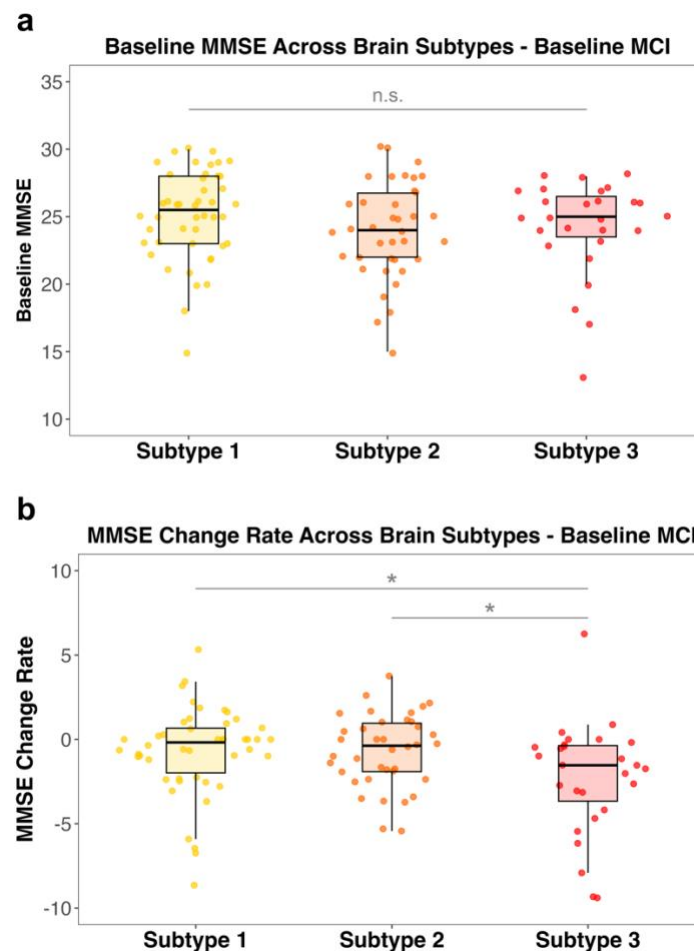 a
Baseline MMSE Across Brain Subtypes - Baseline MCI
n.s.
Baseline MMSE
35
30
25
20
15
10
Subtype 1 Subtype 2 Subtype 3
b
MMSE Change Rate Across Brain Subtypes - Baseline MCI
*
*
MMSE Change Rate
10
5
0
-5
-10
Subtype 1 Subtype 2 Subtype 3